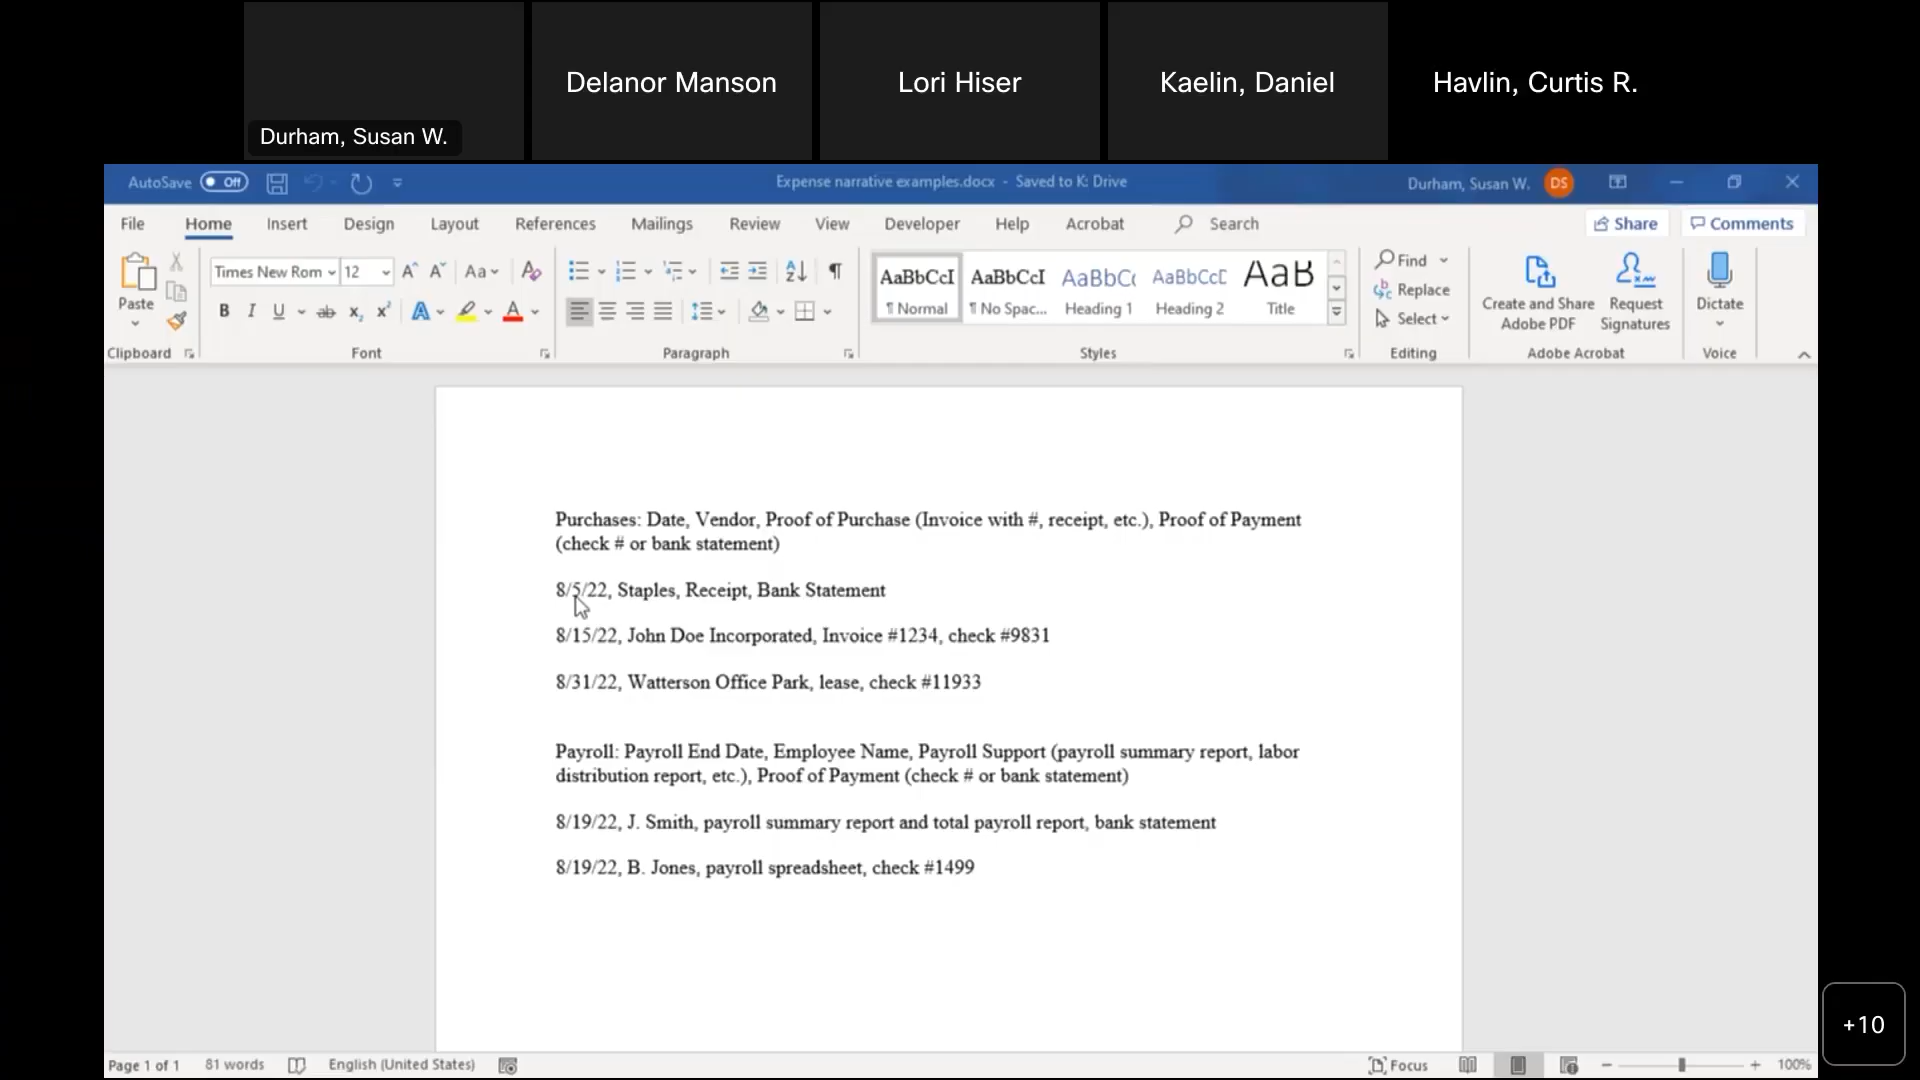 Delanor Manson
Lori Hiser
Kaelin, Daniel
Havlin, Curtis R.
Durham, Susan W.
AutoSave Off
Expense narrative examples.docx - Saved to K: Drive
Durham, Susan W. DS
File Home Insert Design Layout References Mailings Review View Developer Help Acrobat Search
Share Comments
Paste
Times New Rom 12
Aa
B I U ab x₂ x² A A
AaBbCcI AaBbCcI AaBbC AaBbCcD AaB
¶ Normal ¶ No Spac... Heading 1 Heading 2 Title
Find
Replace
Select
Create and Share
Adobe PDF
Request
Signatures
Dictate
Clipboard Font Paragraph Styles Editing Adobe Acrobat Voice
Purchases: Date, Vendor, Proof of Purchase (Invoice with #, receipt, etc.), Proof of Payment
(check # or bank statement)
8/5/22, Staples, Receipt, Bank Statement
8/15/22, John Doe Incorporated, Invoice #1234, check #9831
8/31/22, Watterson Office Park, lease, check #11933
Payroll: Payroll End Date, Employee Name, Payroll Support (payroll summary report, labor
distribution report, etc.), Proof of Payment (check # or bank statement)
8/19/22, J. Smith, payroll summary report and total payroll report, bank statement
8/19/22, B. Jones, payroll spreadsheet, check #1499
+10
Page 1 of 1 81 words English (United States) Focus 100%